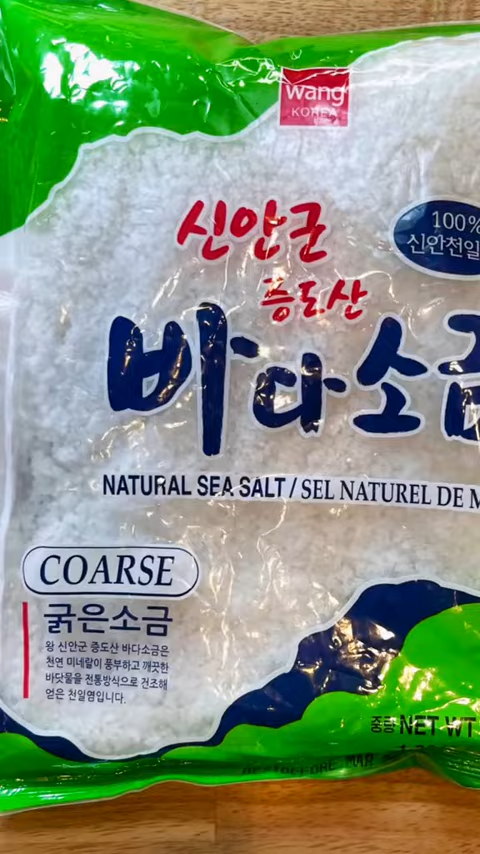 wang
KOREA
신안군
증도산
100%
신안천일
바다소금
NATURAL SEA SALT / SEL NATUREL DE M
COARSE
굵은소금
왕 신안군 증도산 바다소금은
천연 미네랄이 풍부하고 깨끗한
바닷물을 전통방식으로 건조해
얻은 천일염입니다.
중량 NET WT
BEST BEFORE MAR